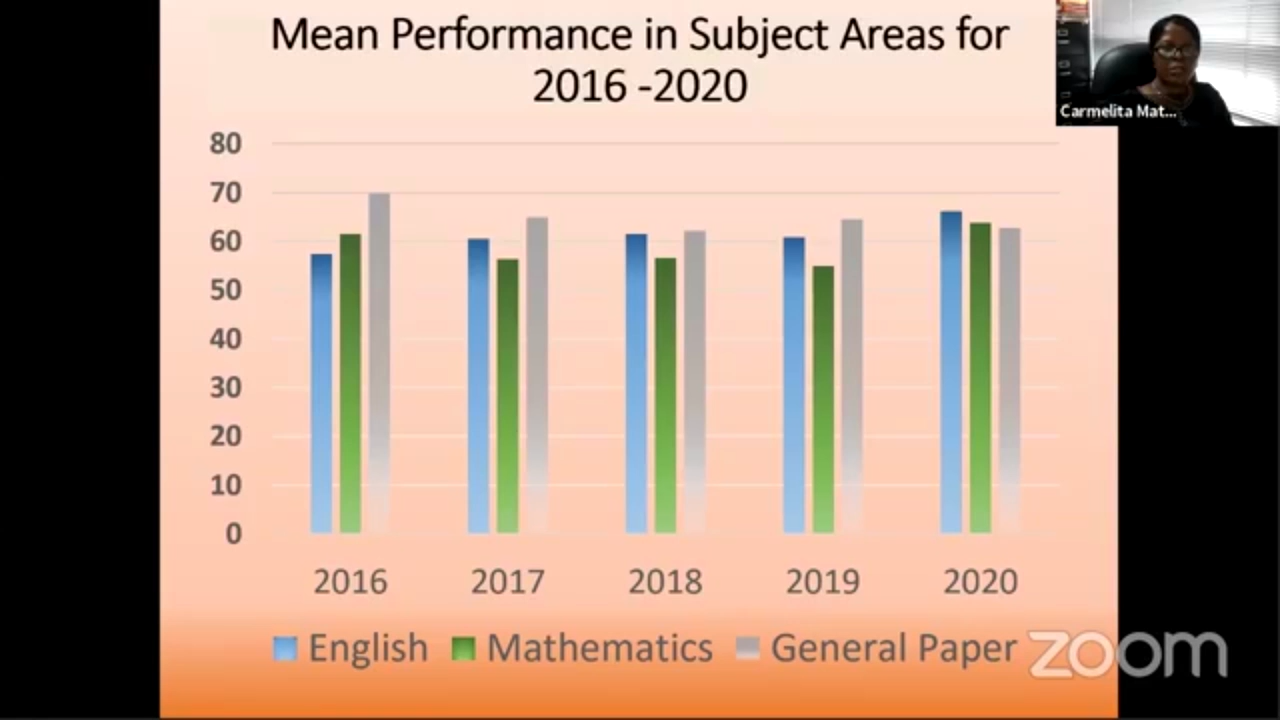 Mean Performance in Subject Areas for
2016 -2020
Carmelita Mat...
80
70
60
50
40
30
20
10
0
2016 2017 2018 2019 2020
English Mathematics General Paper
zoom